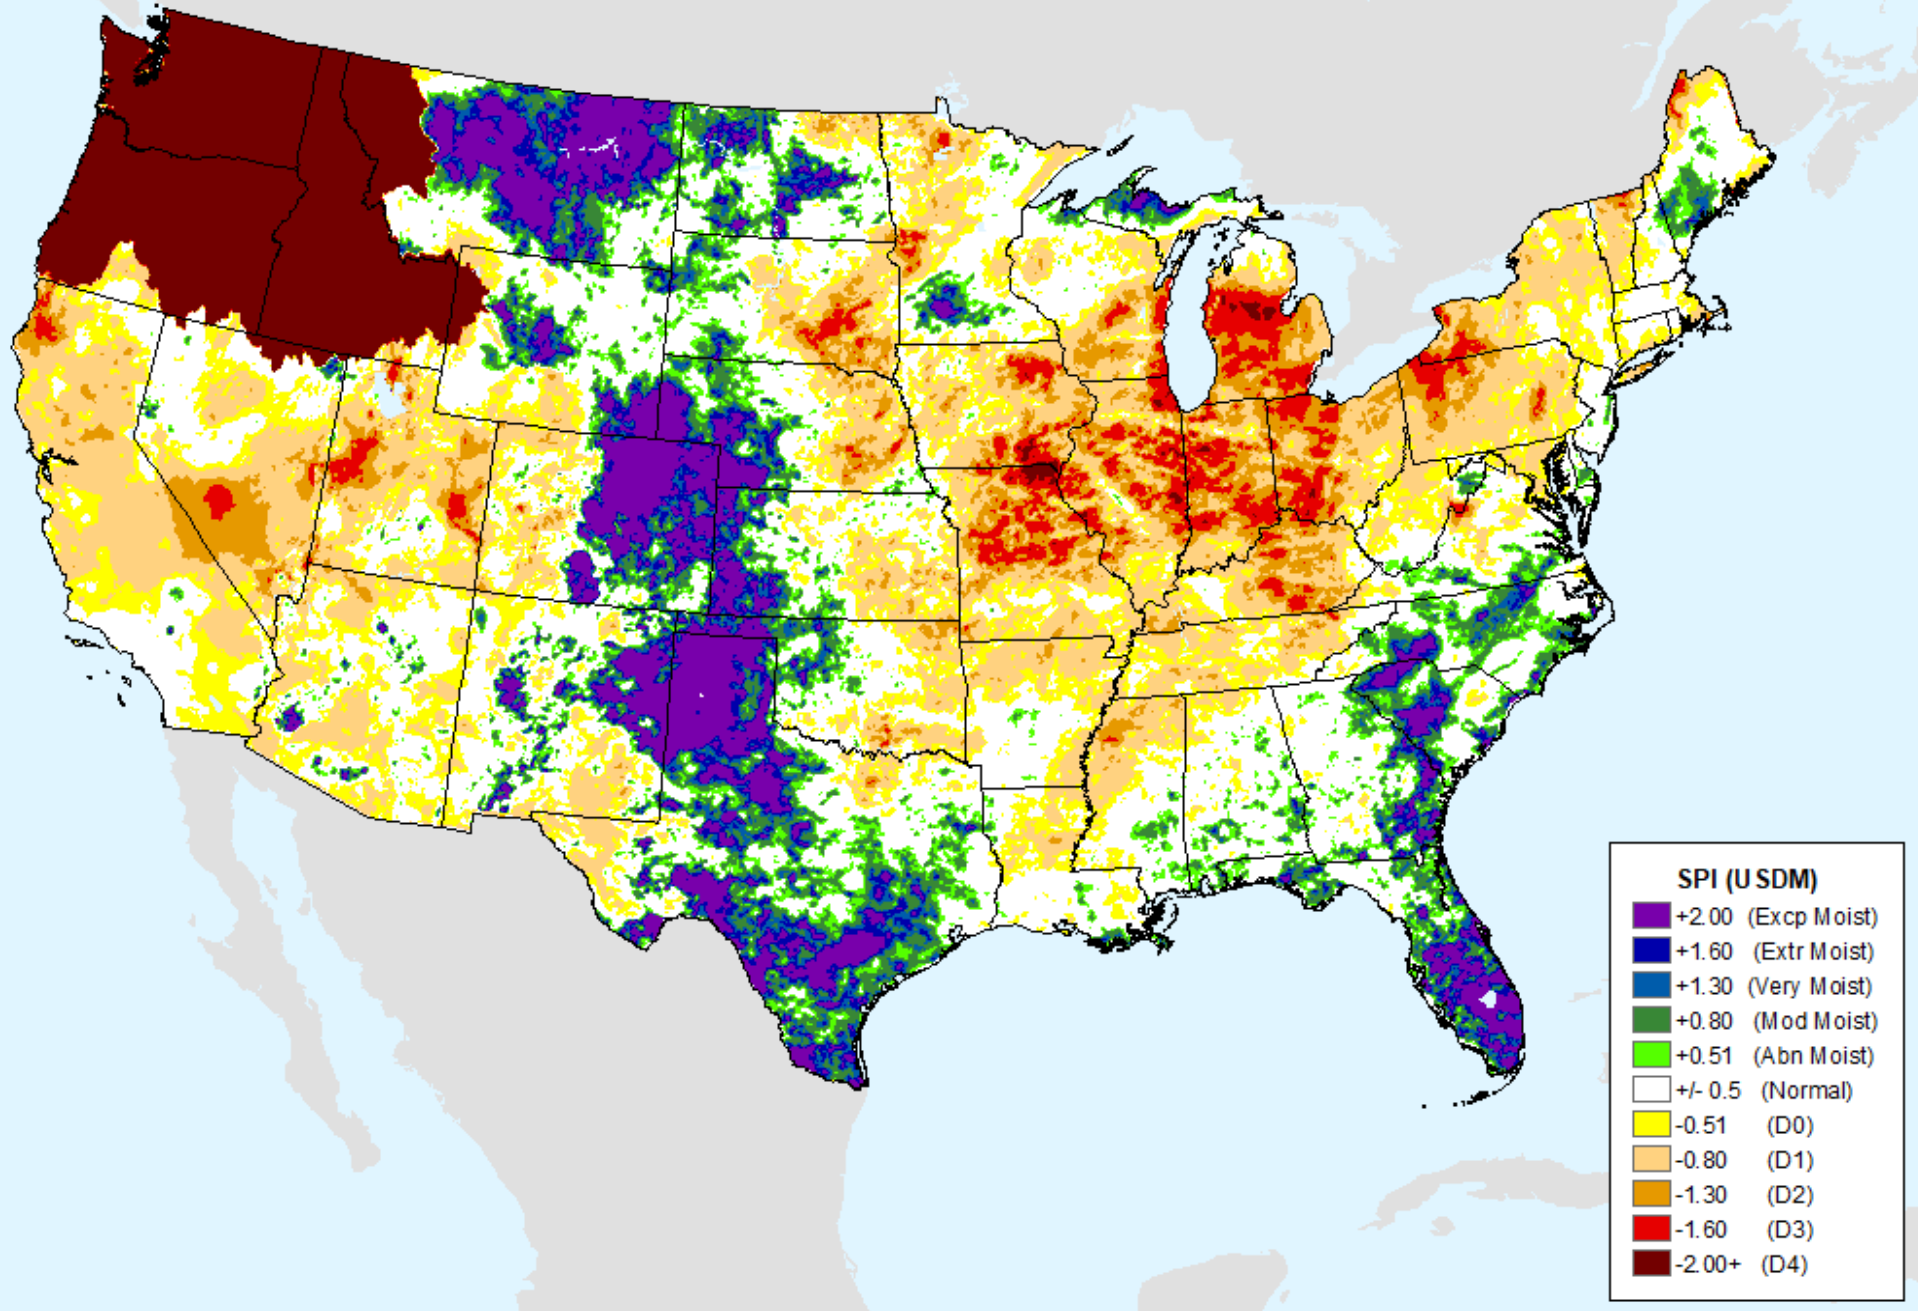 SPI (USDM)
+2.00 (Excp Moist)
+1.60 (Extr Moist)
+1.30 (Very Moist)
+0.80 (Mod Moist)
+0.51 (Abn Moist)
+/- 0.5 (Normal)
-0.51 (D0)
-0.80 (D1)
-1.30 (D2)
-1.60 (D3)
-2.00+ (D4)